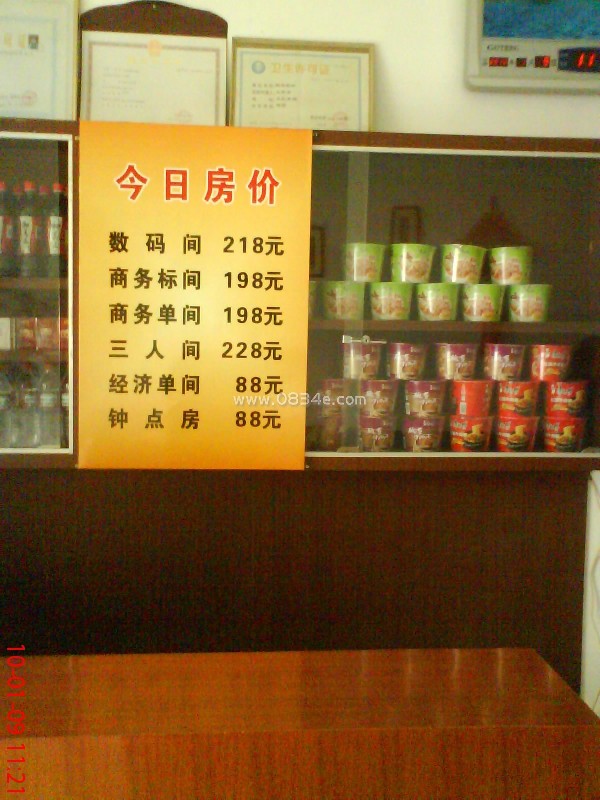 卫生许可证
11
今日房价
数码间 218元
商务标间 198元
商务单间 198元
三人间 228元
经济单间 88元
钟点房 88元
www.0834e.com
10-01-09 11:21